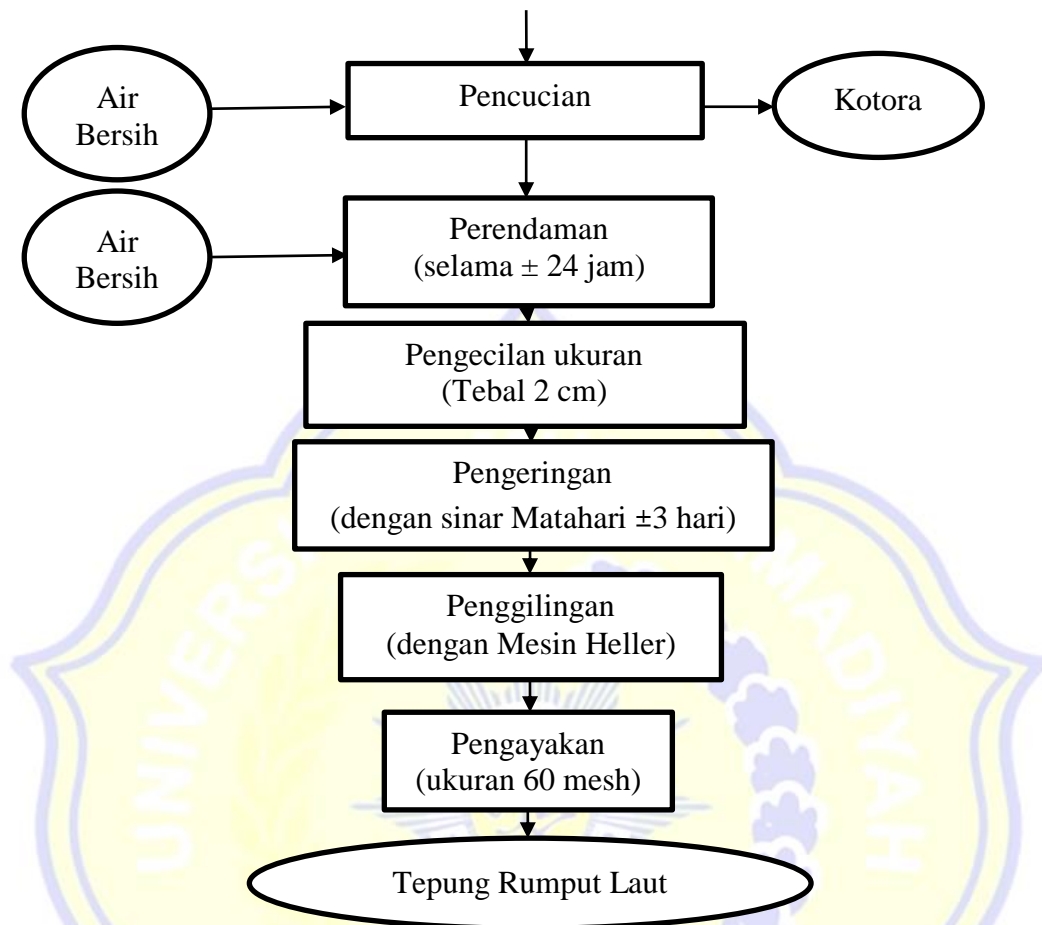 Air
Bersih
Pencucian
Kotora
Air
Bersih
Perendaman
(selama ± 24 jam)
Pengecilan ukuran
(Tebal 2 cm)
Pengeringan
(dengan sinar Matahari ±3 hari)
Penggilingan
(dengan Mesin Heller)
Pengayakan
(ukuran 60 mesh)
Tepung Rumput Laut